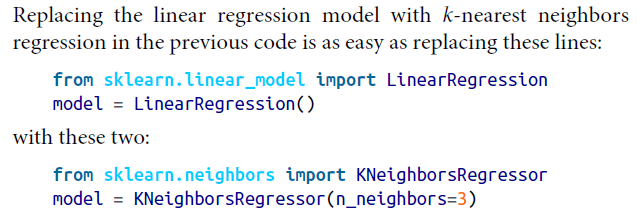 Replacing the linear regression model with k-nearest neighbors
regression in the previous code is as easy as replacing these lines:
from sklearn.linear_model import LinearRegression
model = LinearRegression()
with these two:
from sklearn.neighbors import KNeighborsRegressor
model = KNeighborsRegressor(n_neighbors=3)